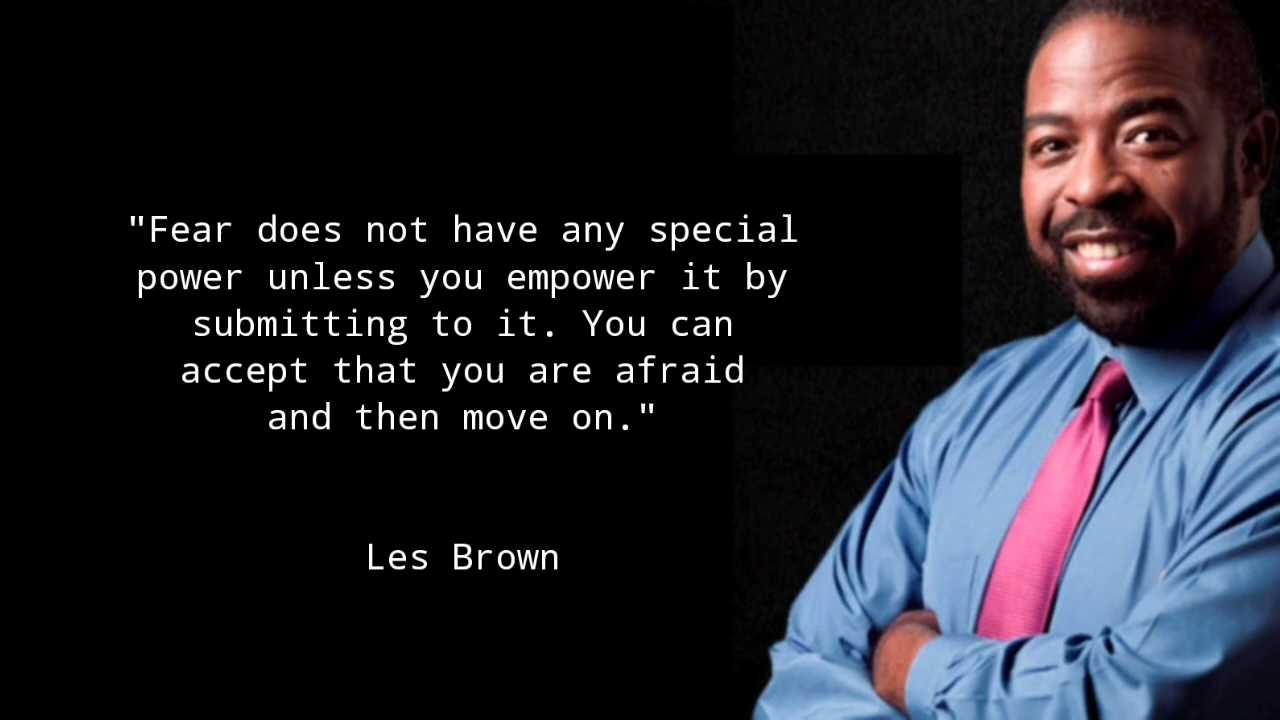 "Fear does not have any special
power unless you empower it by
submitting to it. You can
accept that you are afraid
and then move on."
Les Brown